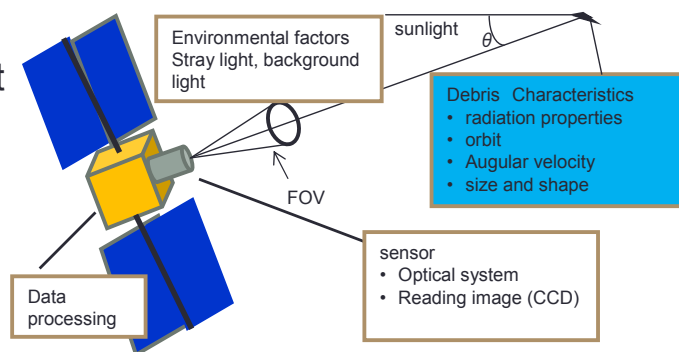 t
Environmental factors
Stray light, background
light
sunlight
θ
Debris Characteristics
• radiation properties
• orbit
• Augular velocity
• size and shape
FOV
sensor
• Optical system
• Reading image (CCD)
Data
processing